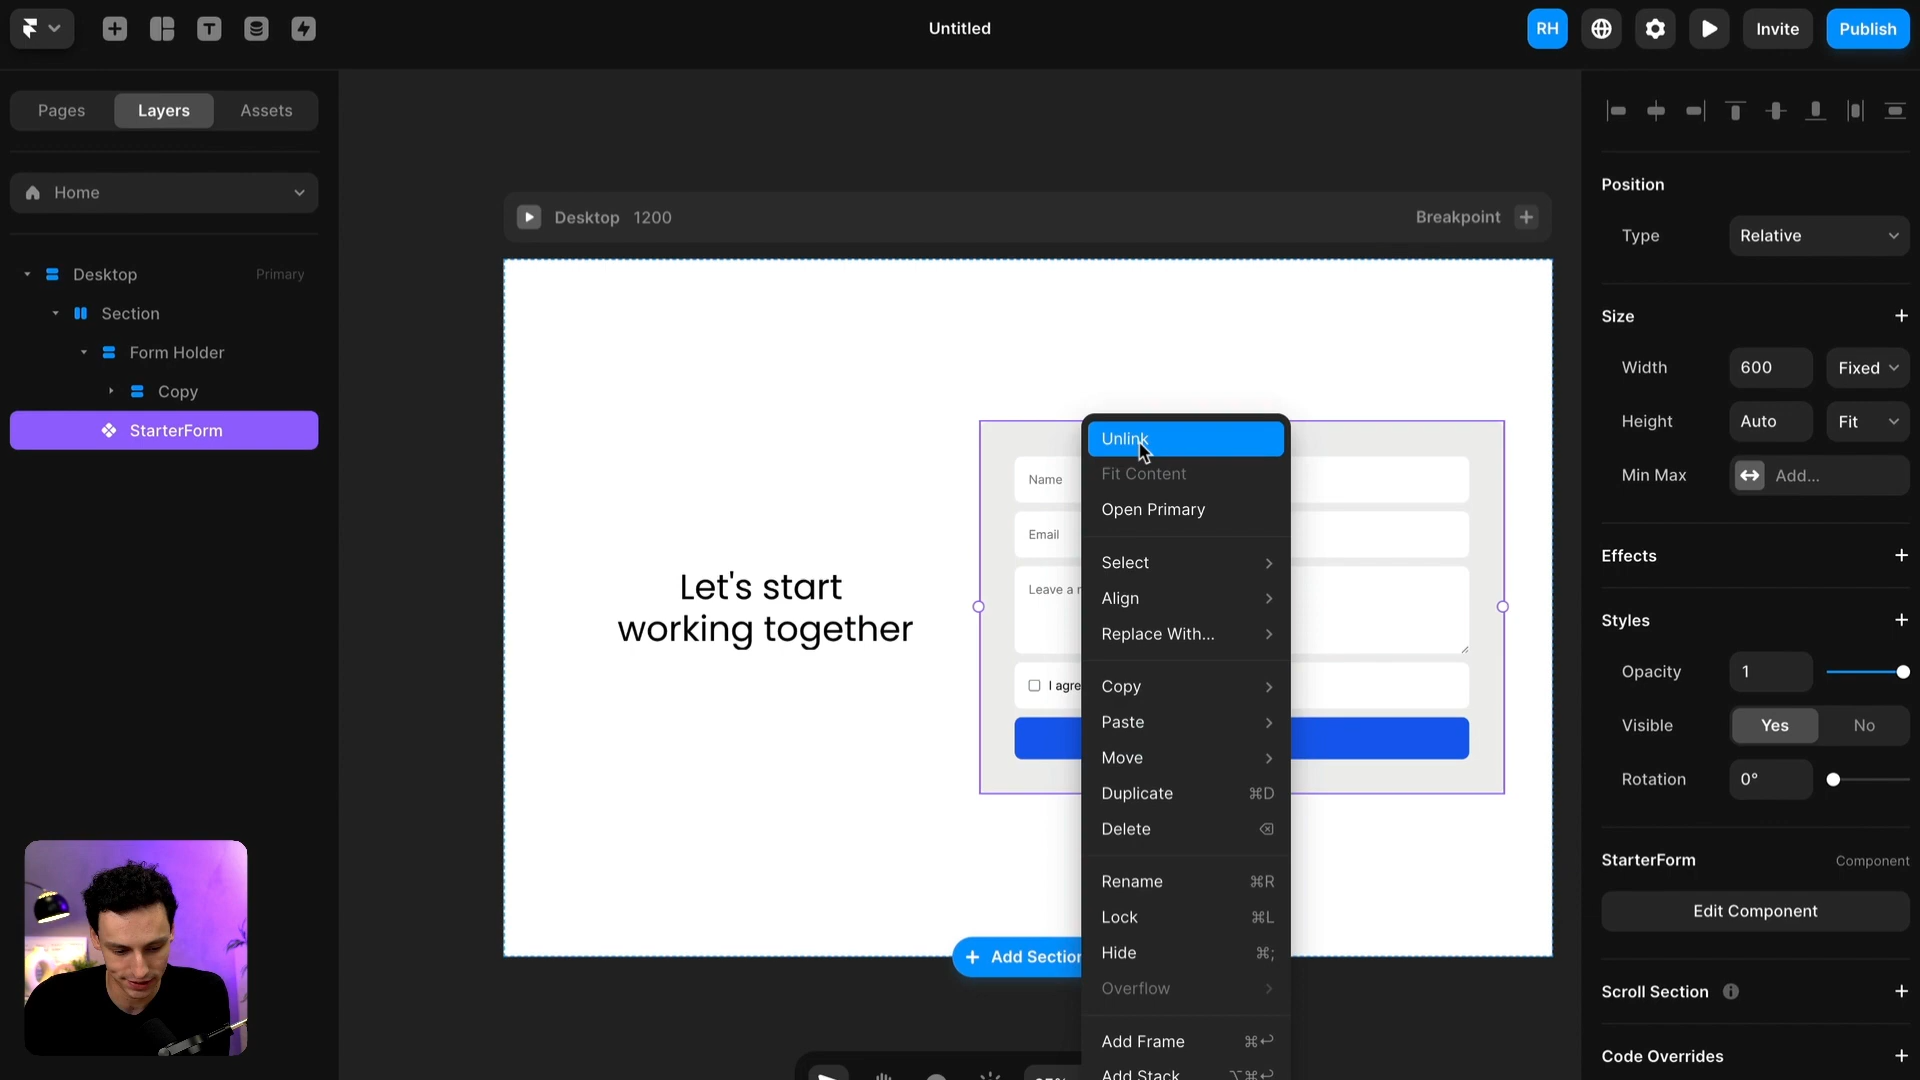 Untitled
RH
Invite
Publish
Pages
Layers
Assets
Home
Desktop
Primary
Section
Form Holder
Copy
StarterForm
Desktop 1200
Breakpoint
Let's start
working together
Name
Email
Leave a
I agre
Add Section
Unlink
Fit Content
Open Primary
Select
Align
Replace With...
Copy
Paste
Move
Duplicate ⌘D
Delete
Rename ⌘R
Lock ⌘L
Hide ⌘;
Overflow
Add Frame ⌘↩
Add Stack ⌥⌘↩
Position
Type Relative
Size
Width 600 Fixed
Height Auto Fit
Min Max Add...
Effects
Styles
Opacity 1
Visible Yes No
Rotation 0°
StarterForm Component
Edit Component
Scroll Section
Code Overrides